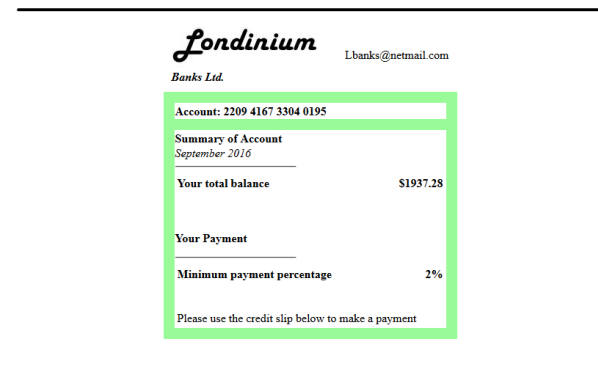 Londinium
Lbanks@netmail.com
Banks Ltd.
Account: 2209 4167 3304 0195
Summary of Account
September 2016
Your total balance $1937.28
Your Payment
Minimum payment percentage 2%
Please use the credit slip below to make a payment